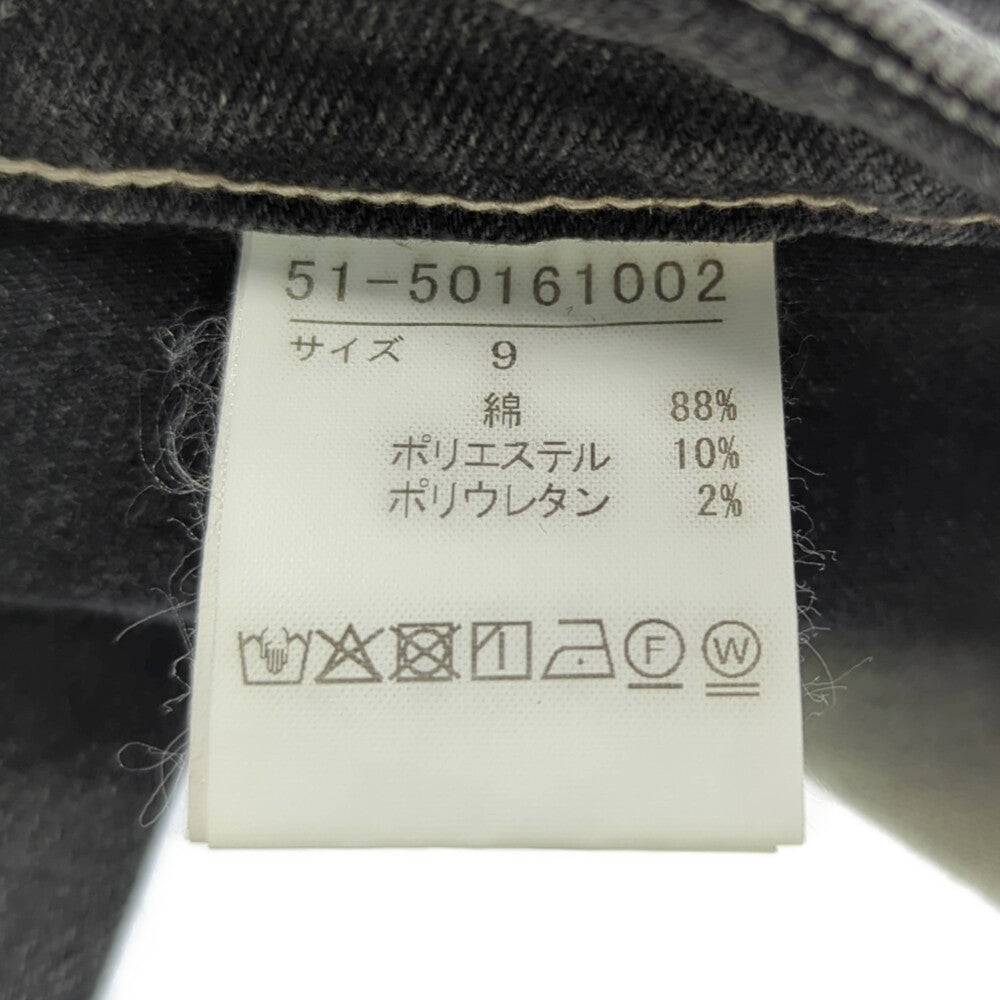 51-50161002
サイズ 9
綿 88%
ポリエステル 10%
ポリウレタン 2%
F W